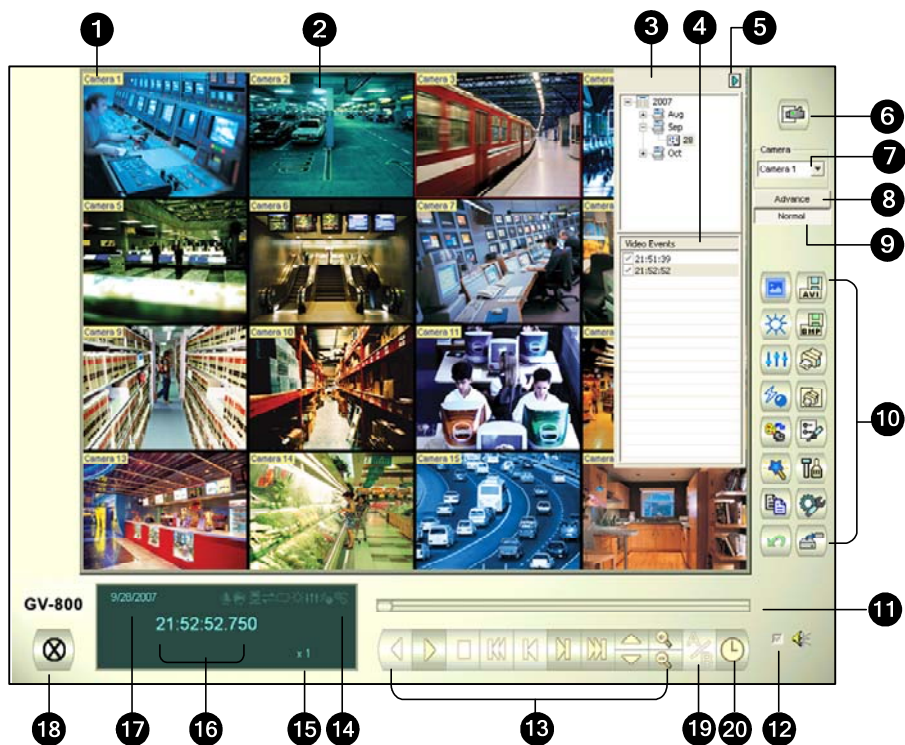 1 2 3 4 5
Camera 1 Camera 2 Camera 3
2007
Aug
Sep
28
Oct
6
Camera
7
Camera 1
Advance
8
Normal
9
Camera 5 Camera 6 Camera 7
Video Events
21:51:39
21:52:52
AVI
BMP
10
Camera 9 Camera 10 Camera 11
Camera 13 Camera 14 Camera 15
GV-800
9/28/2007
21:52:52.750
x 1
11
18 17 16 15 14 13 19 20 12